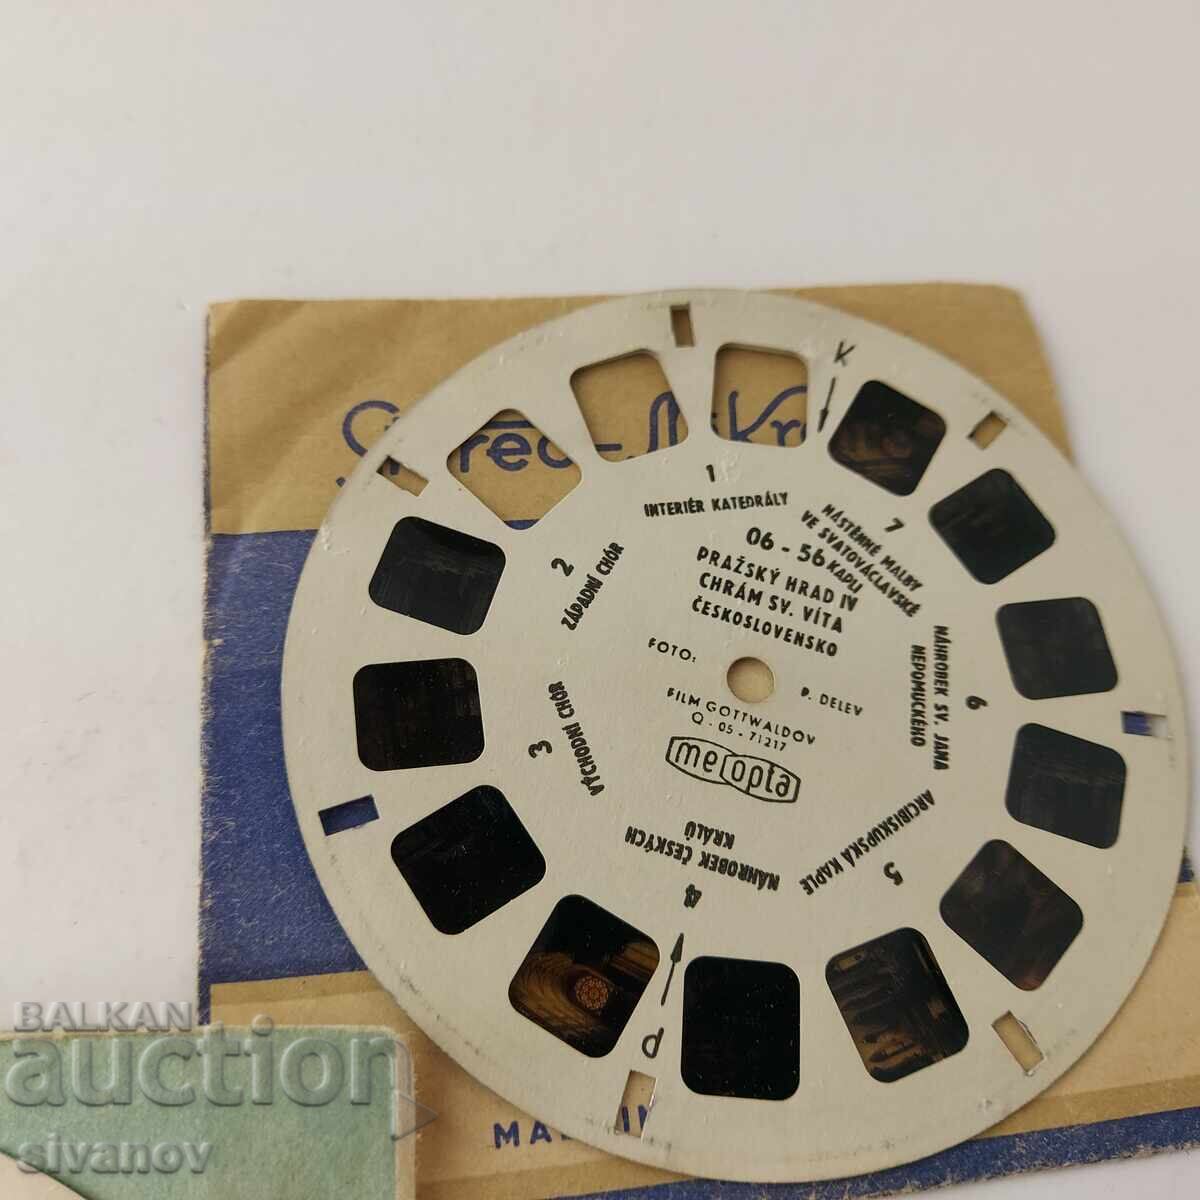 Stereo-
K
1
INTERIÉR KATEDRÁLY
06 - 56
PRAŽSKÝ HRAD IV
CHRÁM SV. VÍTA
ČESKOSLOVENSKO
FOTO: P. DELEV
FILM GOTTWALDOV
Q - 05 - 71217
meopta
2
ZÁPADNÍ CHÓR
3
VÝCHODNÍ CHÓR
4
NÁHROBEK ČESKÝCH
KRÁLŮ
5
ARCIBISKUPSKÁ KAPLE
6
NÁHROBEK SV. JANA
NEPOMUCKÉHO
7
NÁSTĚNNÉ MALBY
VE SVATOVÁCLAVSKÉ
KAPLI
P
BALKAN
auction
sivanov